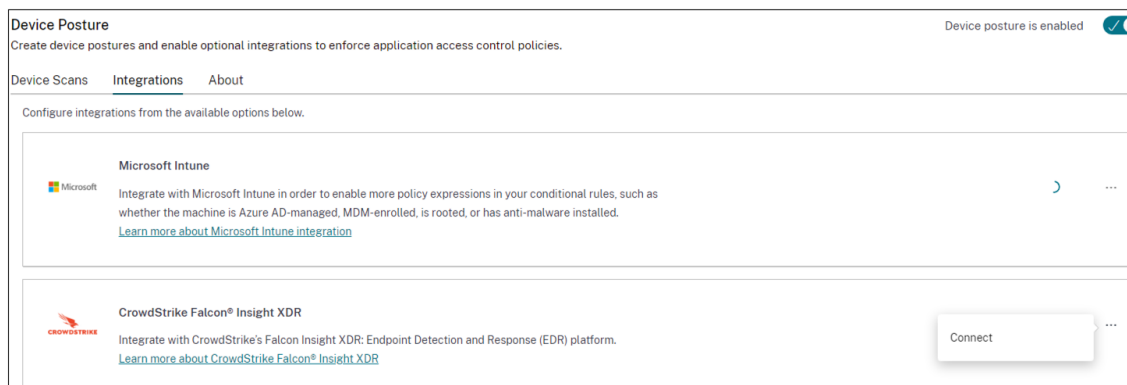 Device Posture
Device posture is enabled
Create device postures and enable optional integrations to enforce application access control policies.
Device Scans Integrations About
Configure integrations from the available options below.
Microsoft Intune
Microsoft
Integrate with Microsoft Intune in order to enable more policy expressions in your conditional rules, such as
whether the machine is Azure AD-managed, MDM-enrolled, is rooted, or has anti-malware installed.
Learn more about Microsoft Intune integration
CrowdStrike Falcon® Insight XDR
CROWDSTRIKE
Integrate with CrowdStrike's Falcon Insight XDR: Endpoint Detection and Response (EDR) platform.
Learn more about CrowdStrike Falcon® Insight XDR
Connect